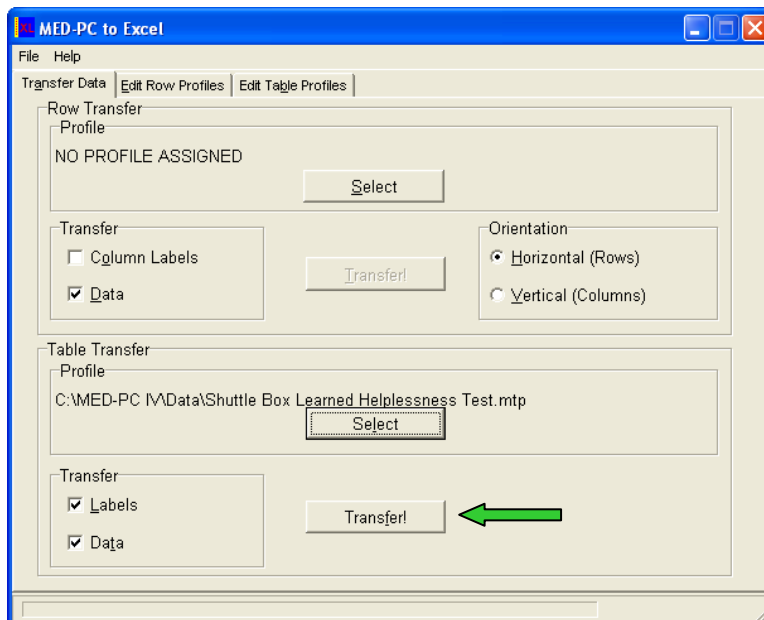 XL MED-PC to Excel
File Help
Transfer Data Edit Row Profiles Edit Table Profiles
Row Transfer
Profile
NO PROFILE ASSIGNED
Select
Transfer
Column Labels
Data
Transfer!
Orientation
Horizontal (Rows)
Vertical (Columns)
Table Transfer
Profile
C:\MED-PC IV\Data\Shuttle Box Learned Helplessness Test.mtp
Select
Transfer
Labels
Data
Transfer!